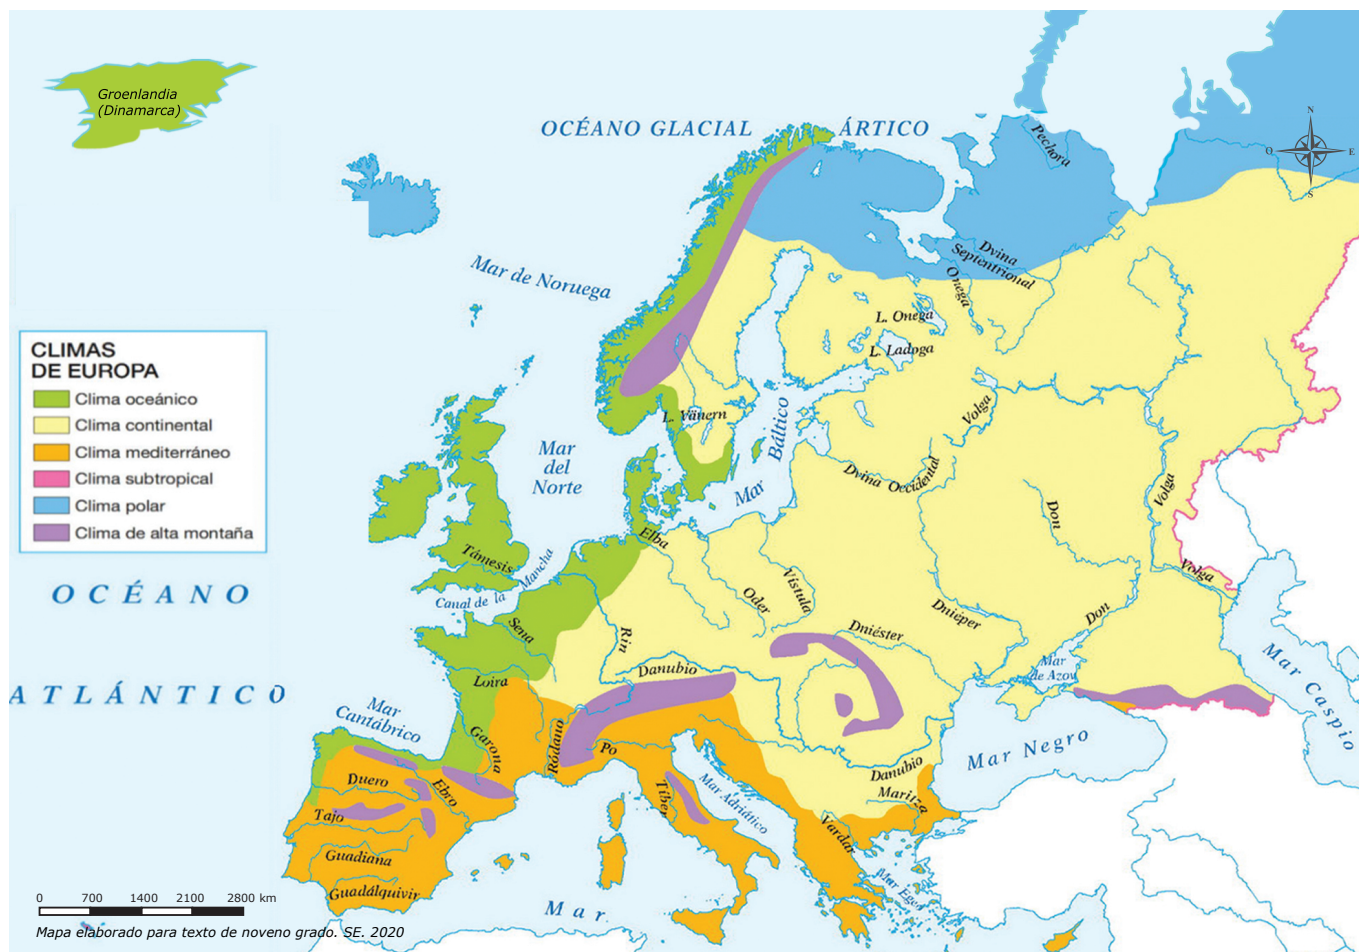 Groenlandia
(Dinamarca)
OCÉANO GLACIAL ÁRTICO
Pechora
N
O
E
S
Mar de Noruega
Dvina
Septentrional
Onega
L. Onega
L. Ladoga
CLIMAS
DE EUROPA
Clima oceánico
Clima continental
Clima mediterráneo
Clima subtropical
Clima polar
Clima de alta montaña
L. Vänern
Volga
Mar
Báltico
Mar
del
Norte
Dvina Occidental
Volga
Don
Elba
Támesis
Canal de la Mancha
OCÉANO
Volga
Vístula
Oder
Dniéper
Don
Sena
Rin
Dniéster
Mar
de Azov
Mar Caspio
Danubio
Loira
ATLÁNTICO
Mar
Cantábrico
Garona
Ródano
Po
Mar Negro
Danubio
Duero
Ebro
Tíber
Mar Adriático
Maritza
Tajo
Vardar
Guadiana
Mar Egeo
Guadálquivir
0 700 1400 2100 2800 km
Mar
Mapa elaborado para texto de noveno grado. SE. 2020